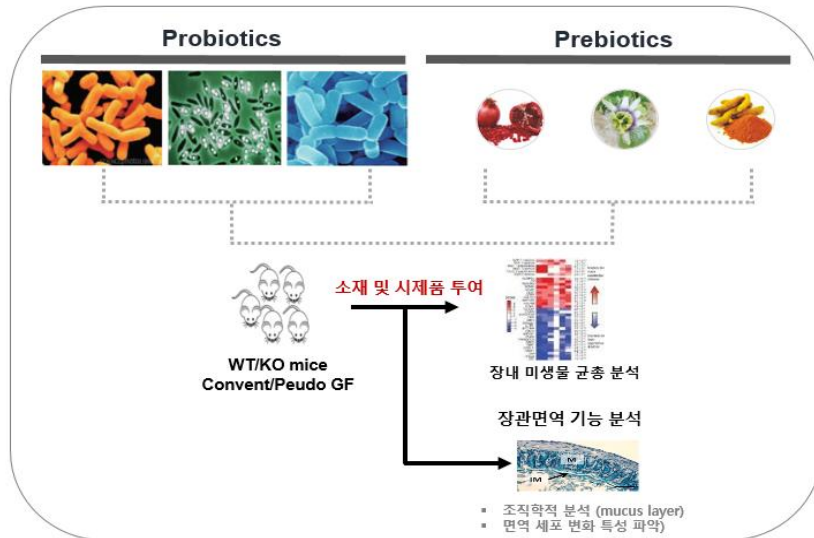 Probiotics
Prebiotics
소재 및 시제품 투여
WT/KO mice
Convent/Peudo GF
장내 미생물 균총 분석
장관면역 기능 분석
M
IM
▪ 조직학적 분석 (mucus layer)
▪ 면역 세포 변화 특성 파악)